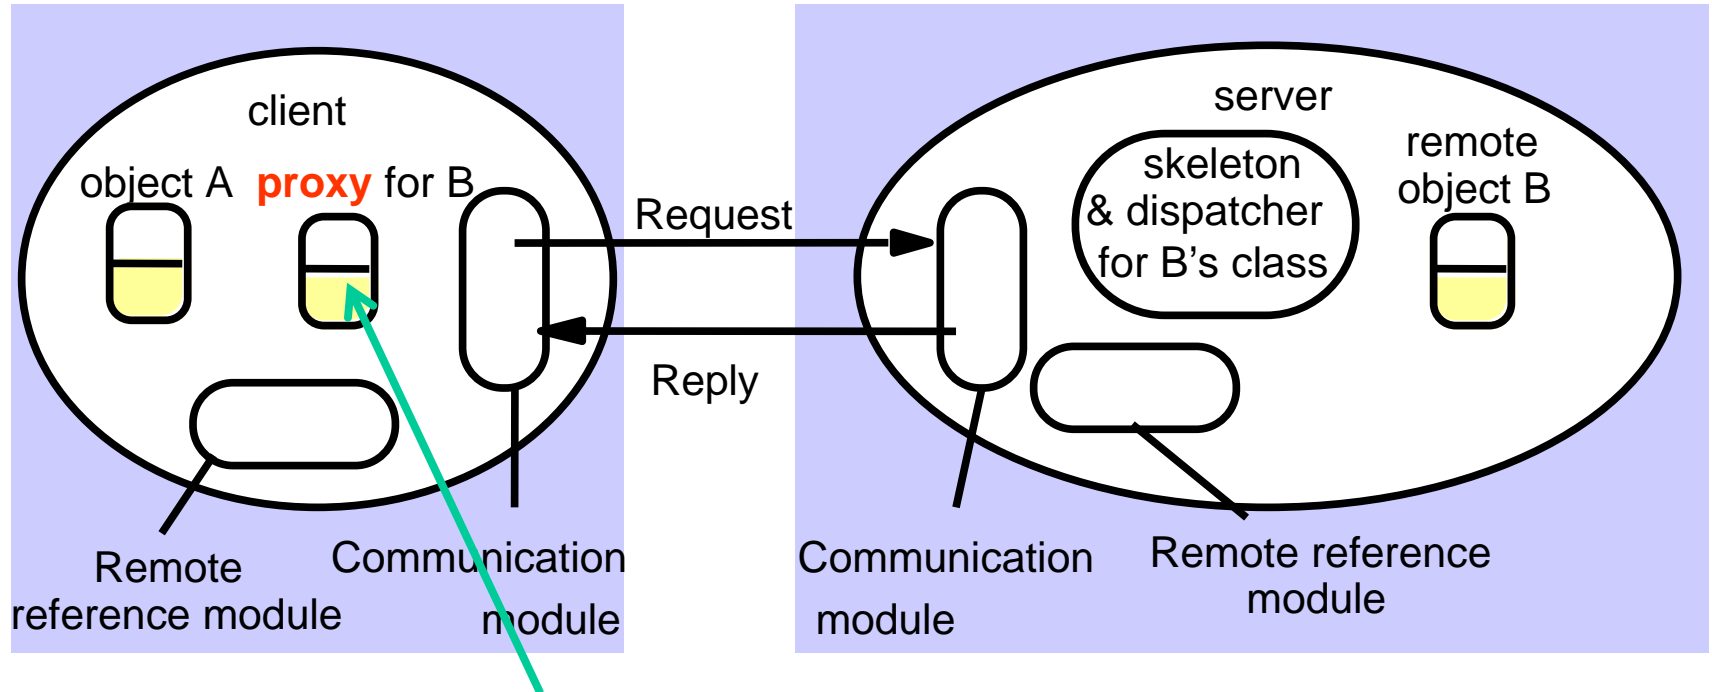 client
object A proxy for B
Remote
reference module
Communication
module
Request
Reply
server
skeleton
& dispatcher
for B’s class
remote
object B
Communication
module
Remote reference
module